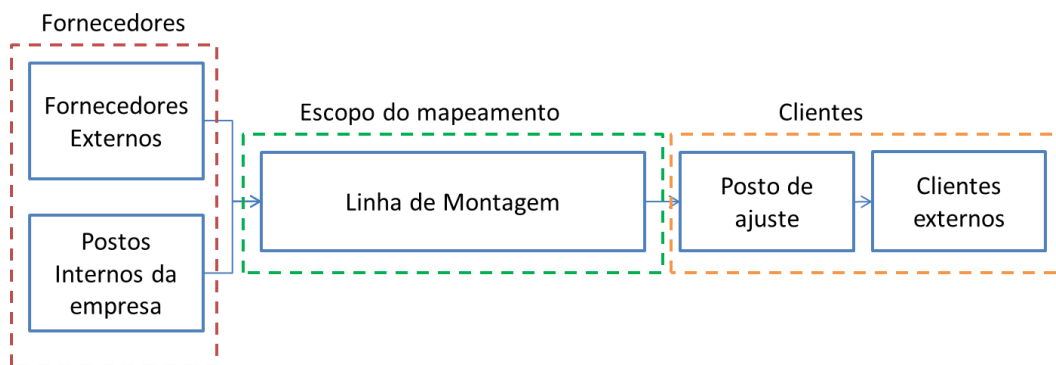 Fornecedores
Fornecedores
Externos
Postos
Internos da
empresa
Escopo do mapeamento
Linha de Montagem
Clientes
Posto de
ajuste
Clientes
externos